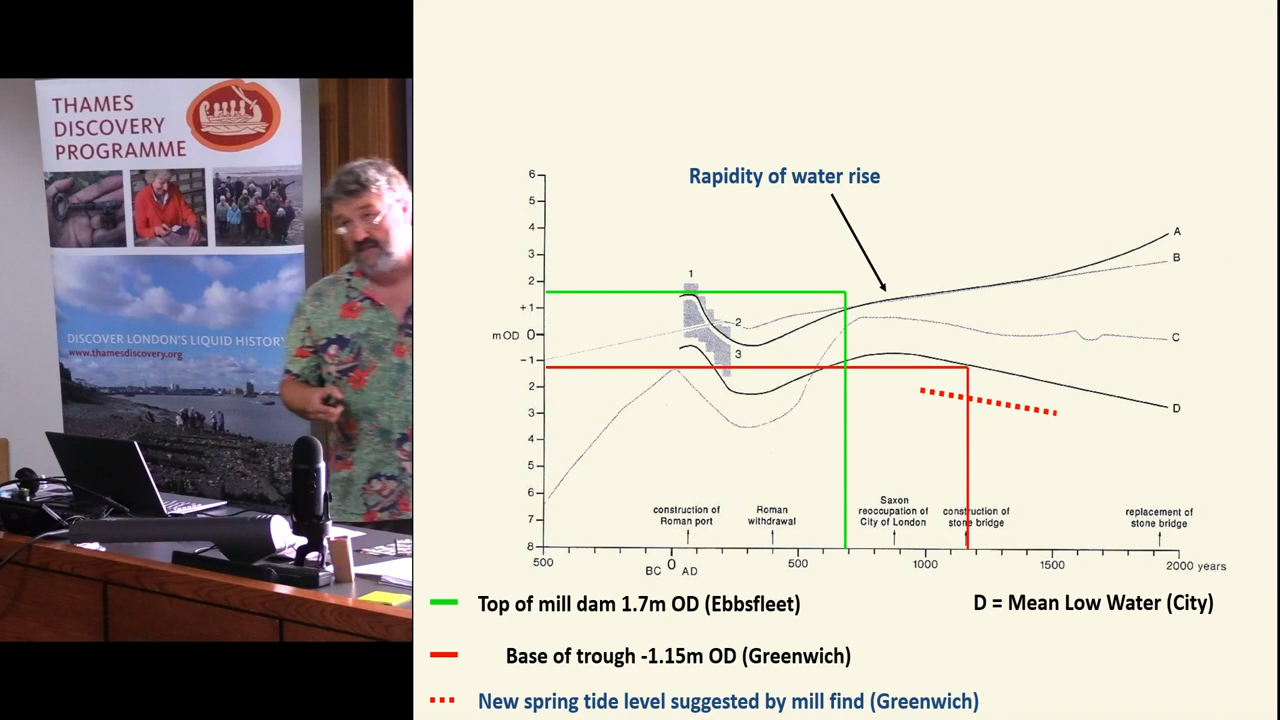 THAMES
DISCOVERY
PROGRAMME
DISCOVER LONDON'S LIQUID HISTORY
www.thamesdiscovery.org
Rapidity of water rise
6
5
4
3
2
+1
mOD 0
−1
2
3
4
5
6
7
8
1
2
3
A
B
C
D
construction of
Roman port
Roman
withdrawal
Saxon
reoccupation of
City of London
construction of
stone bridge
replacement of
stone bridge
500 BC 0 AD 500 1000 1500 2000 years
Top of mill dam 1.7m OD (Ebbsfleet)
D = Mean Low Water (City)
Base of trough -1.15m OD (Greenwich)
New spring tide level suggested by mill find (Greenwich)